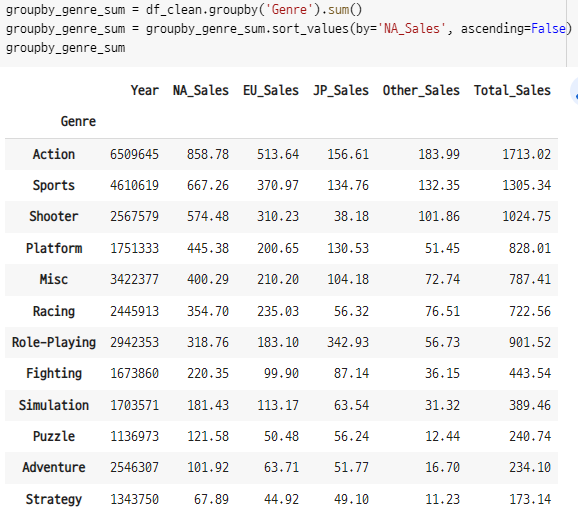 groupby_genre_sum = df_clean.groupby('Genre').sum()
groupby_genre_sum = groupby_genre_sum.sort_values(by='NA_Sales', ascending=False)
groupby_genre_sum
Year NA_Sales EU_Sales JP_Sales Other_Sales Total_Sales
Genre
Action 6509645 858.78 513.64 156.61 183.99 1713.02
Sports 4610619 667.26 370.97 134.76 132.35 1305.34
Shooter 2567579 574.48 310.23 38.18 101.86 1024.75
Platform 1751333 445.38 200.65 130.53 51.45 828.01
Misc 3422377 400.29 210.20 104.18 72.74 787.41
Racing 2445913 354.70 235.03 56.32 76.51 722.56
Role-Playing 2942353 318.76 183.10 342.93 56.73 901.52
Fighting 1673860 220.35 99.90 87.14 36.15 443.54
Simulation 1703571 181.43 113.17 63.54 31.32 389.46
Puzzle 1136973 121.58 50.48 56.24 12.44 240.74
Adventure 2546307 101.92 63.71 51.77 16.70 234.10
Strategy 1343750 67.89 44.92 49.10 11.23 173.14